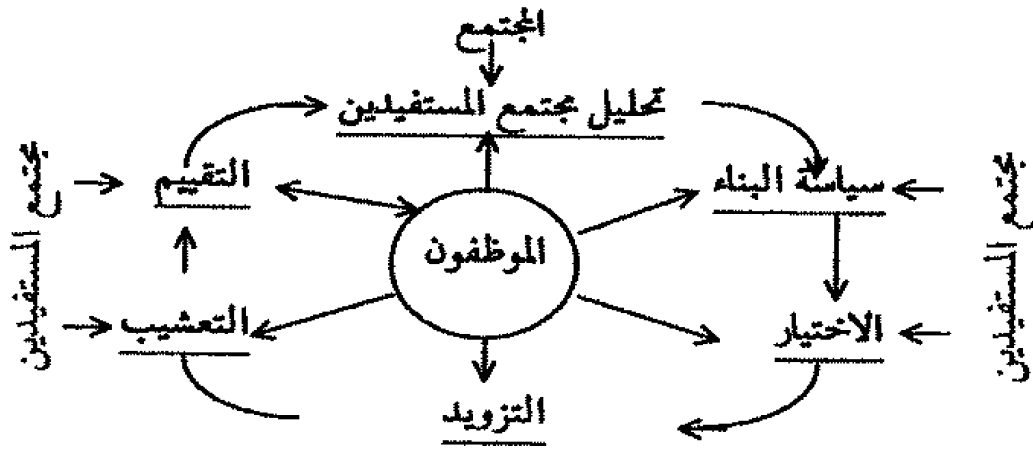 المجتمع
تحليل مجتمع المستفيدين
سياسة البناء
التقييم
مجتمع المستفيدين
مجتمع المستفيدين
الموظفون
الاختيار
التعشيب
التزويد